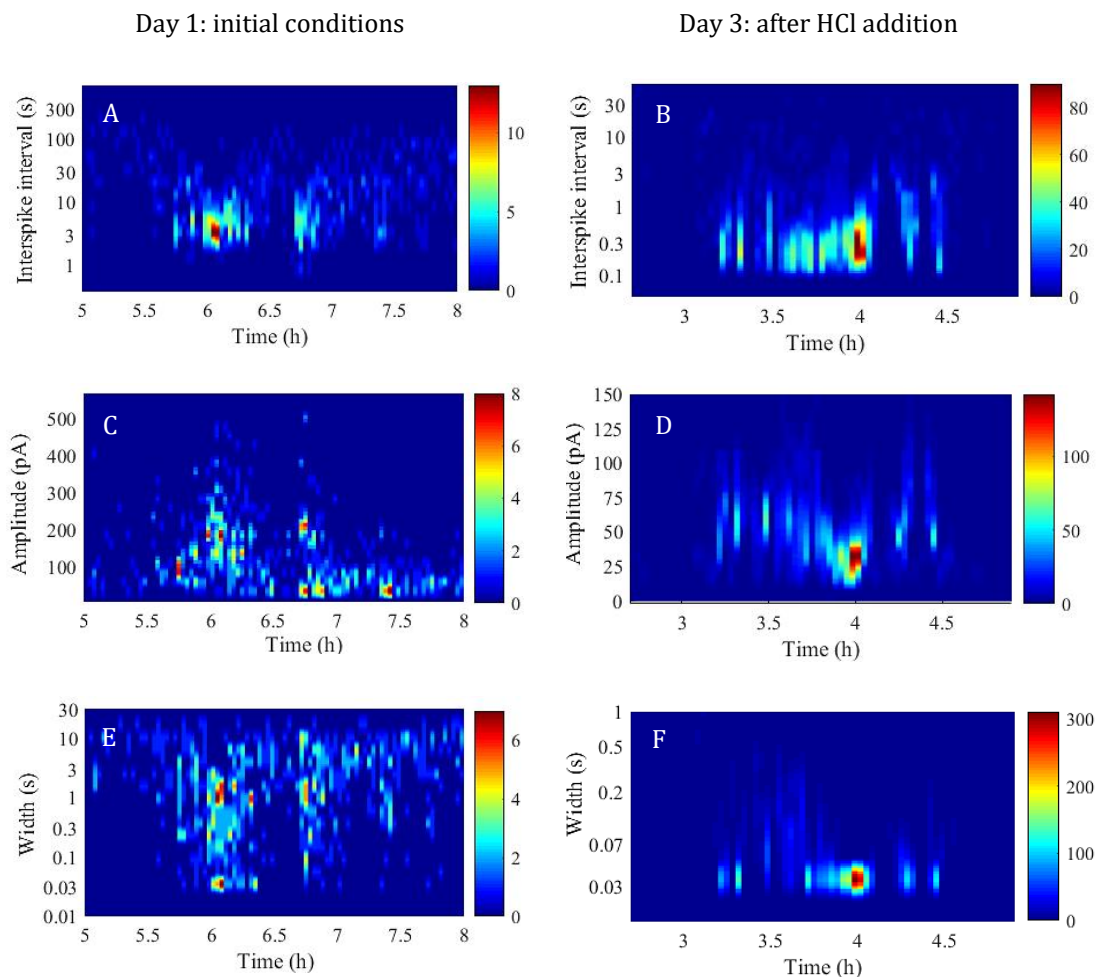 Day 1: initial conditions
Day 3: after HCl addition
A
Interspike interval (s)
300
100
30
10
3
1
5 5.5 6 6.5 7 7.5 8
Time (h)
10
5
0
B
Interspike interval (s)
30
10
3
1
0.3
0.1
3 3.5 4 4.5
Time (h)
80
60
40
20
0
C
Amplitude (pA)
500
400
300
200
100
5 5.5 6 6.5 7 7.5 8
Time (h)
8
6
4
2
0
D
Amplitude (pA)
150
125
100
75
50
25
0
3 3.5 4 4.5
Time (h)
100
50
0
E
Width (s)
30
10
3
1
0.3
0.1
0.03
0.01
5 5.5 6 6.5 7 7.5 8
Time (h)
6
4
2
0
F
Width (s)
1
0.5
0.2
0.07
0.03
3 3.5 4 4.5
Time (h)
300
200
100
0